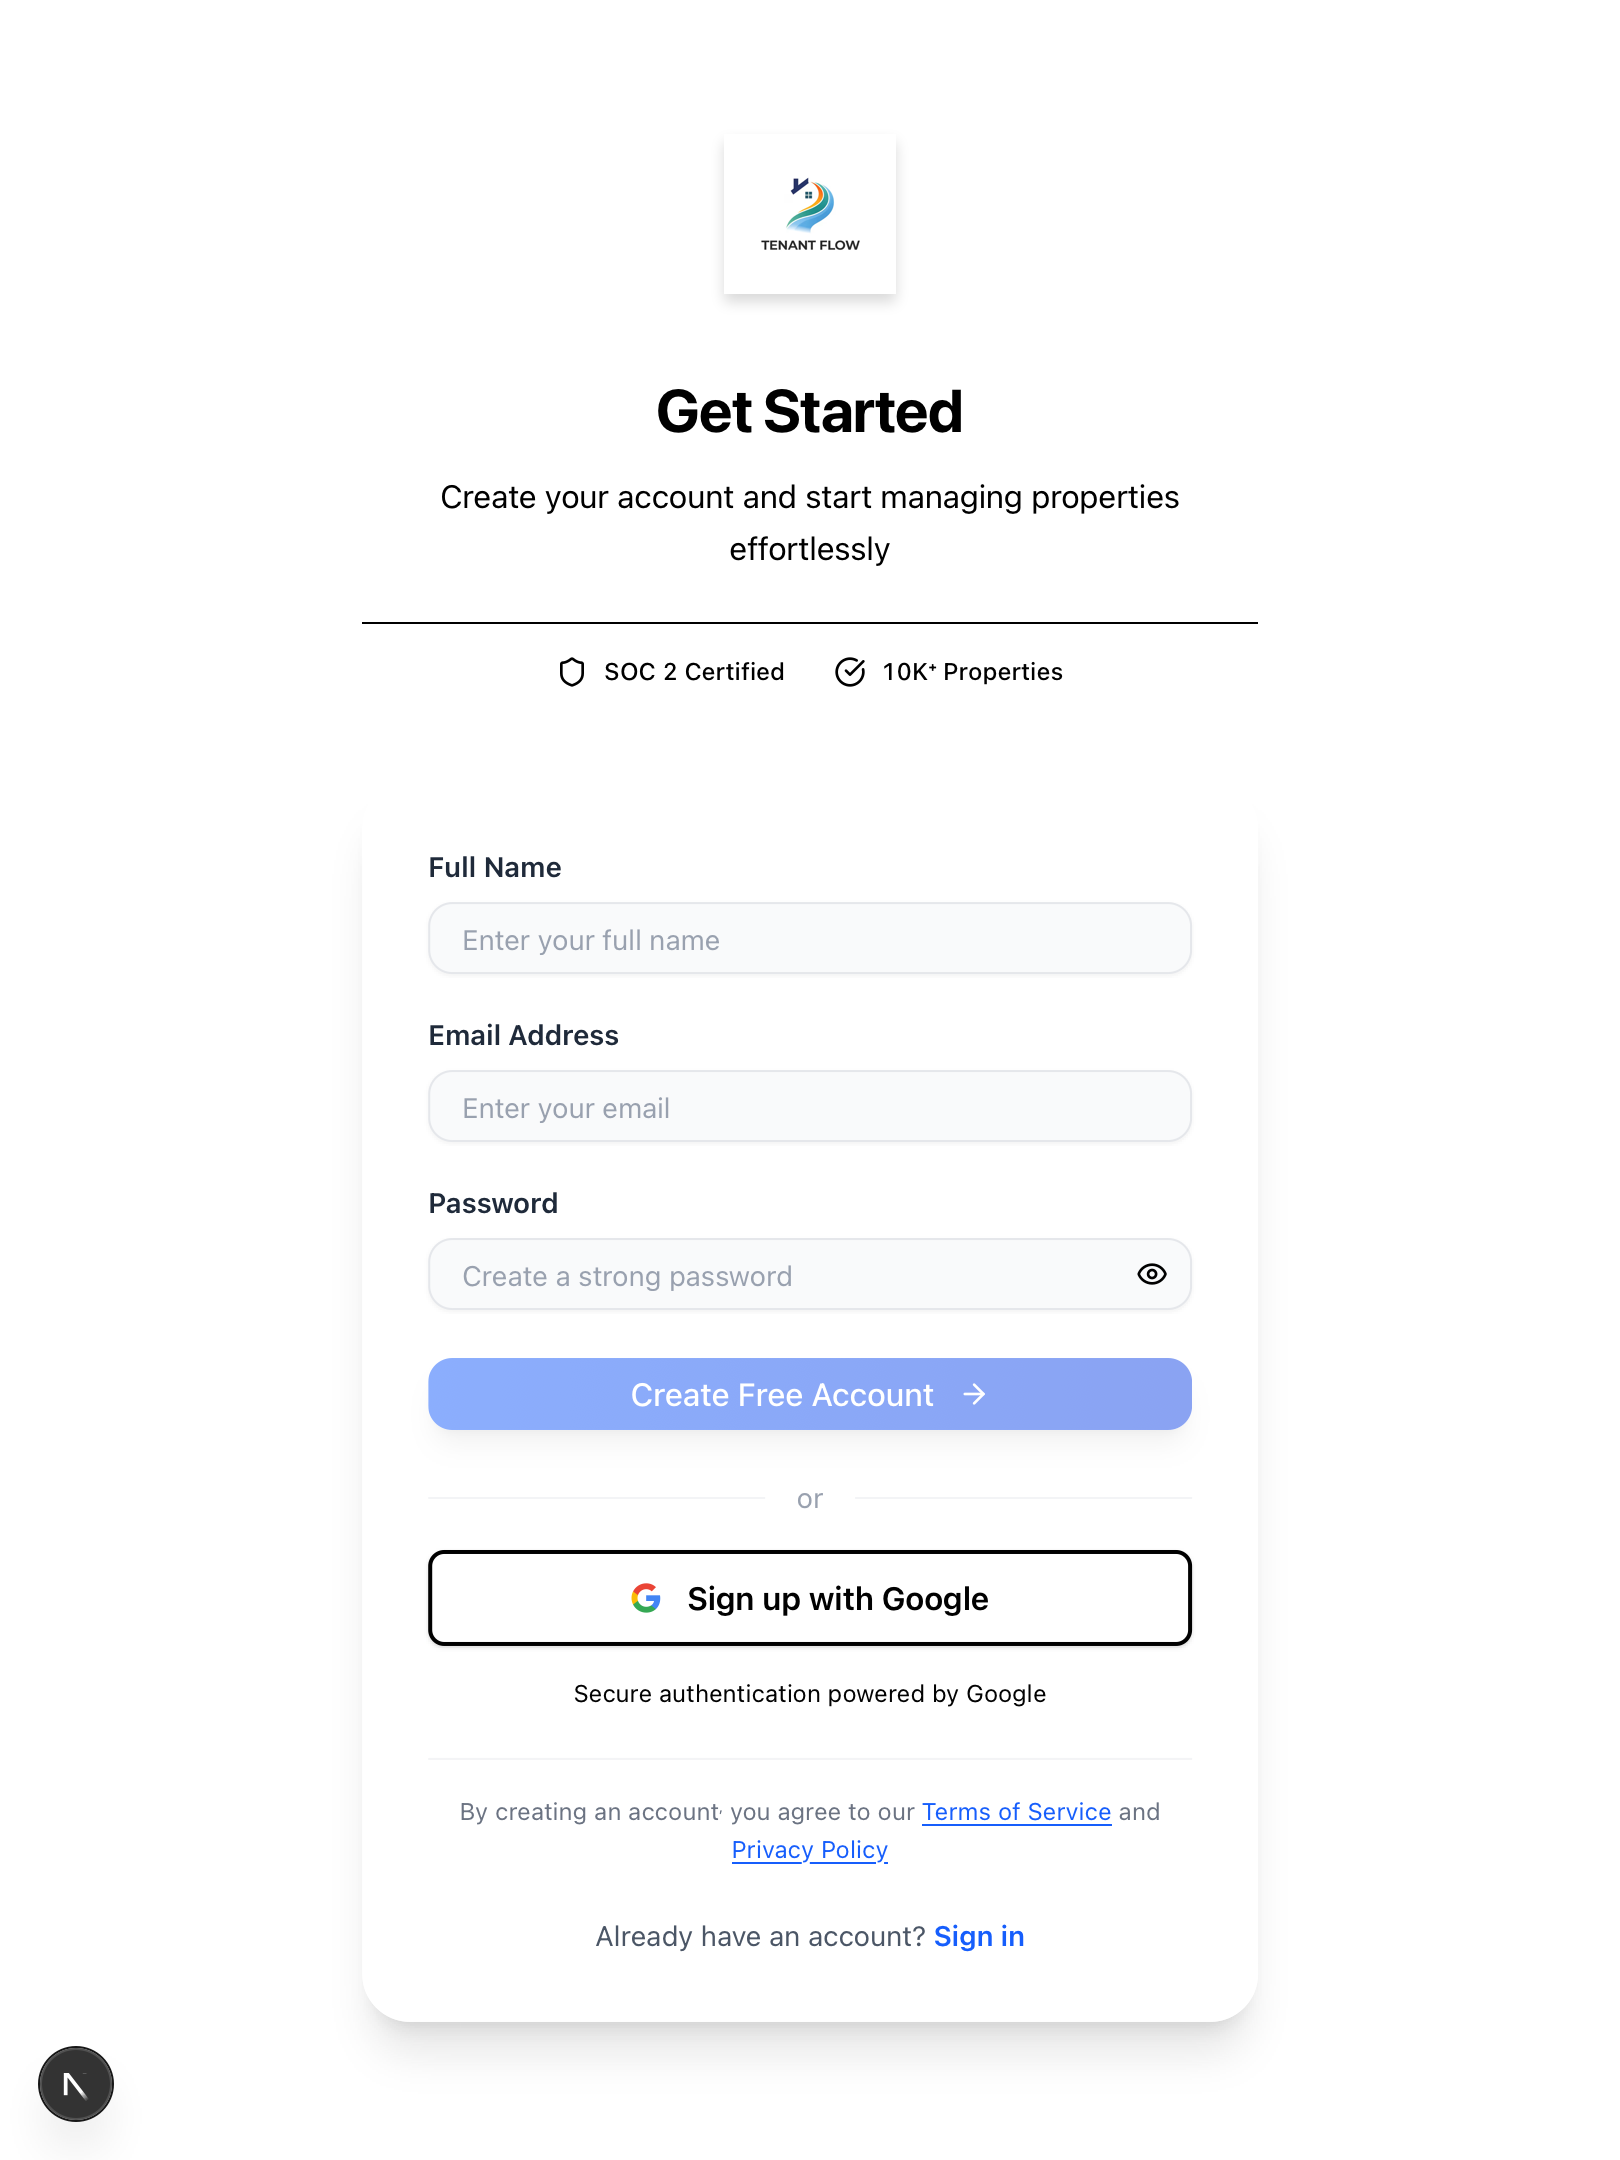 TENANT FLOW
Get Started
Create your account and start managing properties
effortlessly
SOC 2 Certified
10K⁺ Properties
Full Name
Enter your full name
Email Address
Enter your email
Password
Create a strong password
Create Free Account →
or
Sign up with Google
Secure authentication powered by Google
By creating an account· you agree to our Terms of Service and
Privacy Policy
Already have an account? Sign in
N